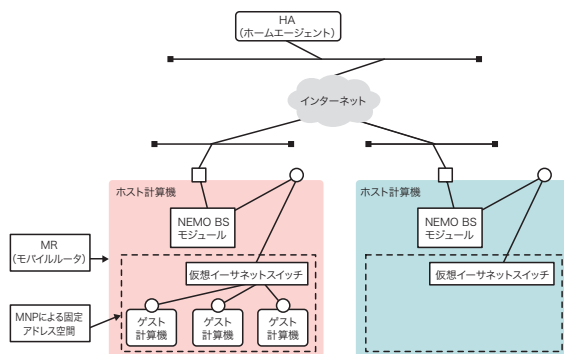 HA
(ホームエージェント)
インターネット
ホスト計算機
ホスト計算機
NEMO BS
モジュール
NEMO BS
モジュール
MR
(モバイルルータ)
仮想イーサネットスイッチ
仮想イーサネットスイッチ
MNPによる固定
アドレス空間
ゲスト
計算機
ゲスト
計算機
ゲスト
計算機